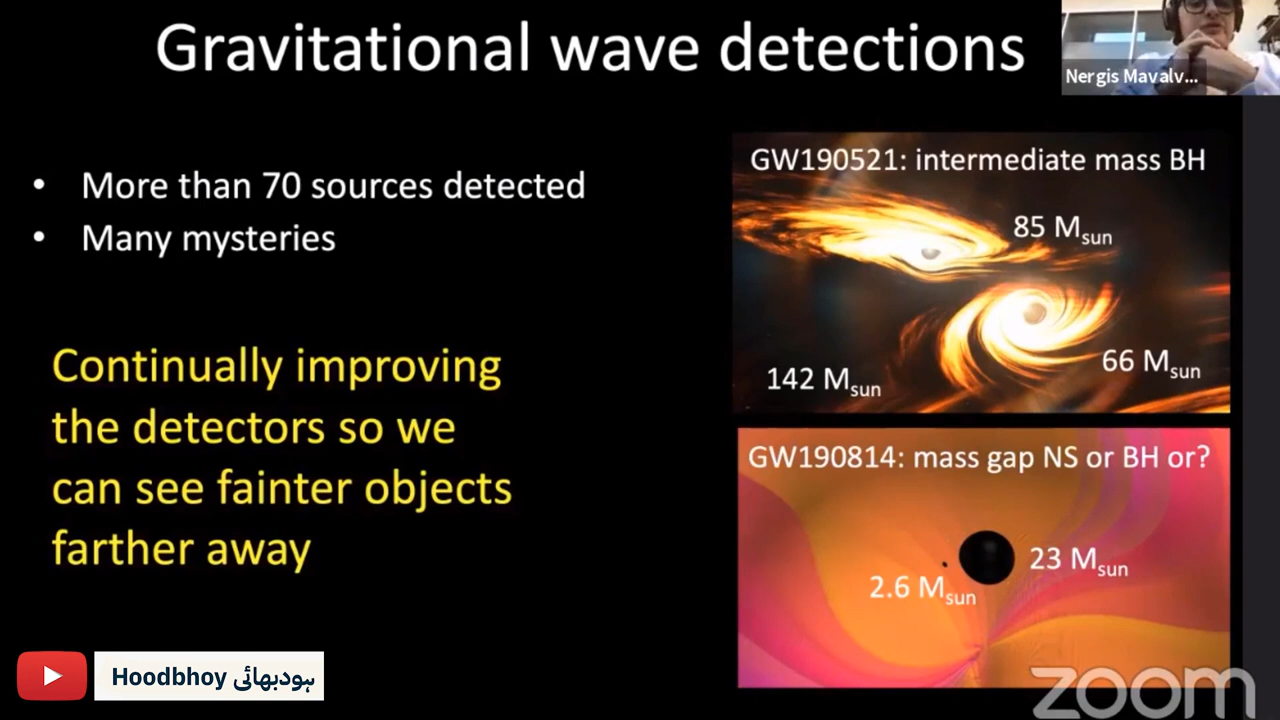 Gravitational wave detections
Nergis Mavalv...
• More than 70 sources detected
• Many mysteries
Continually improving
the detectors so we
can see fainter objects
farther away
GW190521: intermediate mass BH
85 Msun
66 Msun
142 Msun
GW190814: mass gap NS or BH or?
23 Msun
2.6 Msun
Hoodbhoy ہودبھائی
zoom